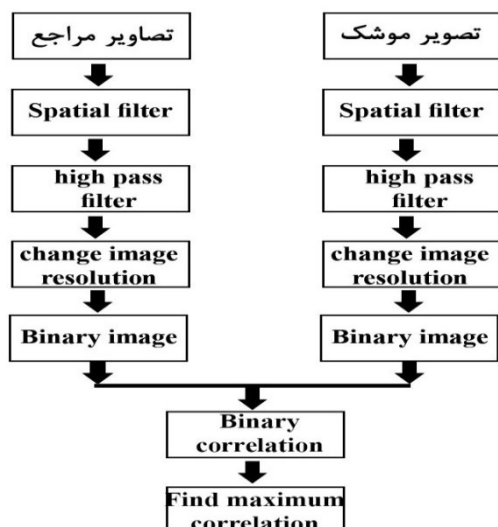 تصاویر مراجع
تصویر موشک
Spatial filter
Spatial filter
high pass
filter
high pass
filter
change image
resolution
change image
resolution
Binary image
Binary image
Binary
correlation
Find maximum
correlation